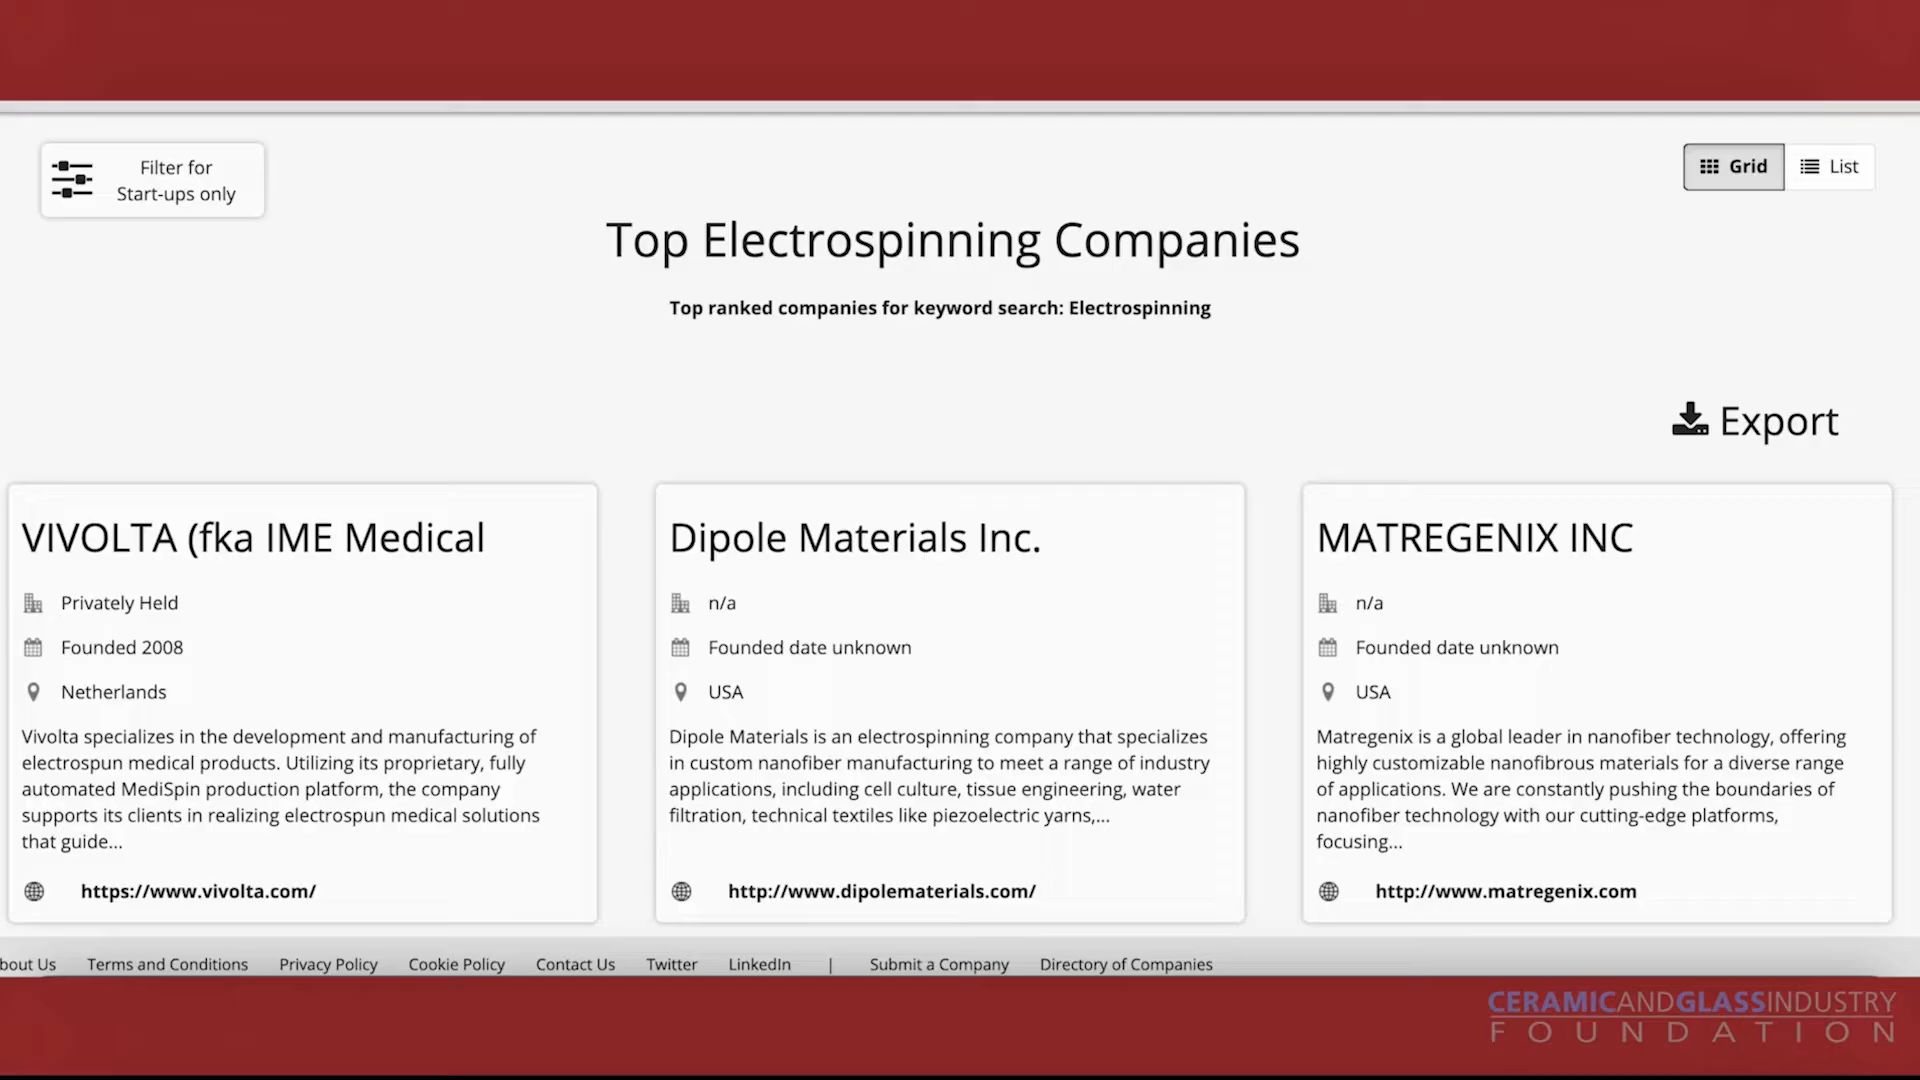 Filter for
Start-ups only
Grid
List
Top Electrospinning Companies
Top ranked companies for keyword search: Electrospinning
Export
VIVOLTA (fka IME Medical
Privately Held
Founded 2008
Netherlands
Vivolta specializes in the development and manufacturing of
electrospun medical products. Utilizing its proprietary, fully
automated MediSpin production platform, the company
supports its clients in realizing electrospun medical solutions
that guide...
https://www.vivolta.com/
Dipole Materials Inc.
n/a
Founded date unknown
USA
Dipole Materials is an electrospinning company that specializes
in custom nanofiber manufacturing to meet a range of industry
applications, including cell culture, tissue engineering, water
filtration, technical textiles like piezoelectric yarns,...
http://www.dipolematerials.com/
MATREGENIX INC
n/a
Founded date unknown
USA
Matregenix is a global leader in nanofiber technology, offering
highly customizable nanofibrous materials for a diverse range
of applications. We are constantly pushing the boundaries of
nanofiber technology with our cutting-edge platforms,
focusing...
http://www.matregenix.com
bout Us Terms and Conditions Privacy Policy Cookie Policy Contact Us Twitter LinkedIn | Submit a Company Directory of Companies
CERAMICANDGLASSINDUSTRY
FOUNDATION